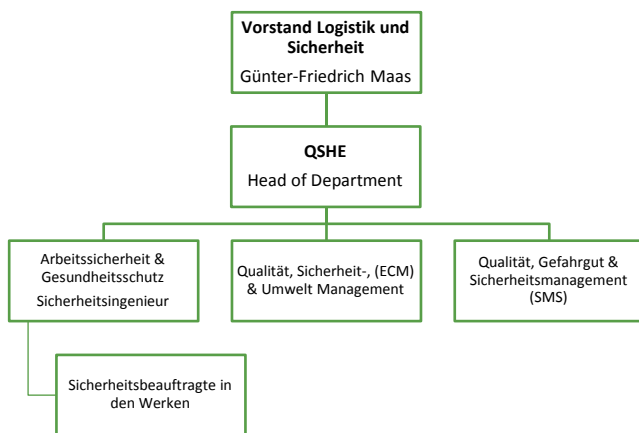 Vorstand Logistik und
Sicherheit
Günter-Friedrich Maas
QSHE
Head of Department
Arbeitssicherheit &
Gesundheitsschutz
Sicherheitsingenieur
Qualität, Sicherheit-, (ECM)
& Umwelt Management
Qualität, Gefahrgut &
Sicherheitsmanagement
(SMS)
Sicherheitsbeauftragte in
den Werken